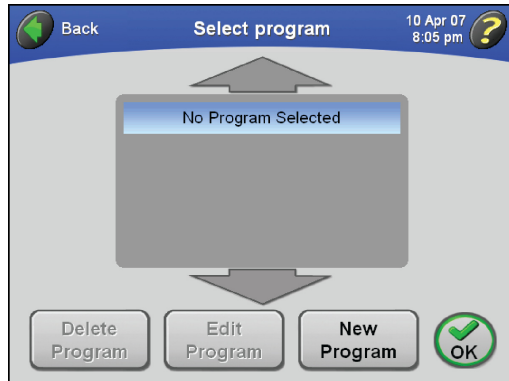 Back
Select program
10 Apr 07
8:05 pm
?
No Program Selected
Delete
Program
Edit
Program
New
Program
OK